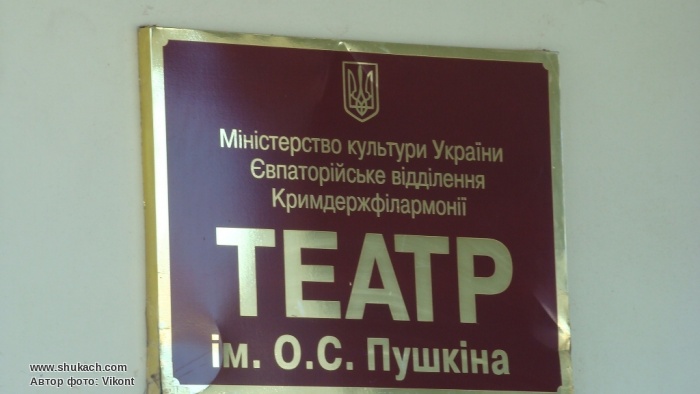 Міністерство культури України
Євпаторійське відділення
Кримдержфілармонії
ТЕАТР
ім. О.С. Пушкіна
www.shukach.com
Автор фото: Vikont